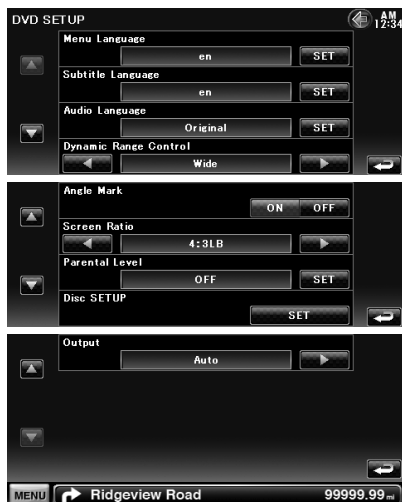 DVD SETUP
AM
12:34
Menu Language
en SET
Subtitle Language
en SET
Audio Language
Original SET
Dynamic Range Control
Wide
Angle Mark
ON OFF
Screen Ratio
4:3LB
Parental Level
OFF SET
Disc SETUP
SET
Output
Auto
MENU Ridgeview Road 99999.99 mi